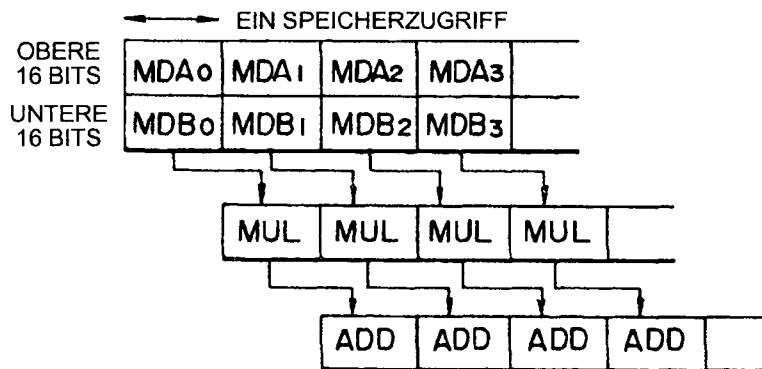 EIN SPEICHERZUGRIFF
OBERE
16 BITS
MDA0 MDA1 MDA2 MDA3
UNTERE
16 BITS
MDB0 MDB1 MDB2 MDB3
MUL MUL MUL MUL
ADD ADD ADD ADD